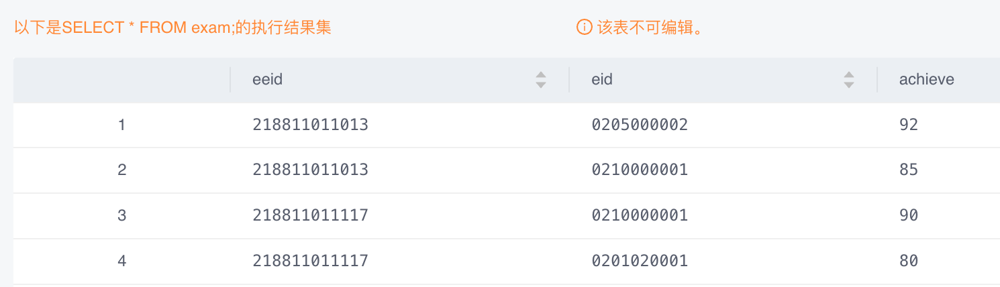 以下是SELECT * FROM exam;的执行结果集 该表不可编辑。
eeid eid achieve
1 218811011013 0205000002 92
2 218811011013 0210000001 85
3 218811011117 0210000001 90
4 218811011117 0201020001 80